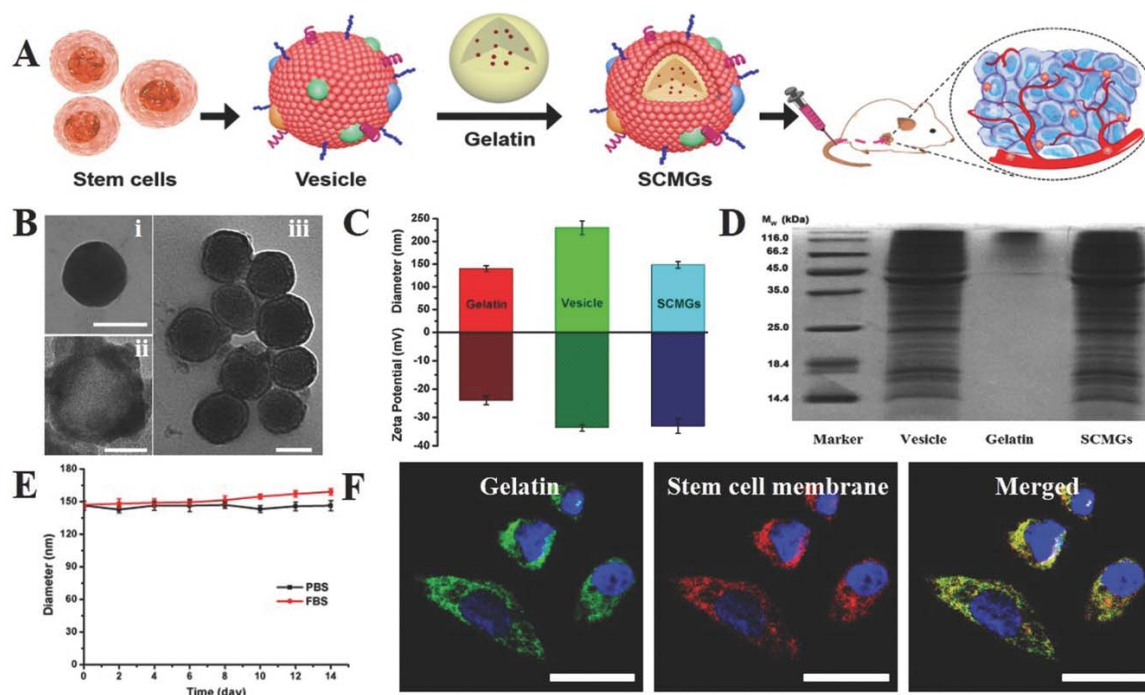 A
Stem cells
Vesicle
Gelatin
SCMGs
B
i
ii
iii
C
Diameter (nm)
250
200
150
100
50
0
Gelatin
Vesicle
SCMGs
Zeta Potential (mV)
-10
-20
-30
-40
D
Mw (kDa)
116.0
66.2
45.0
35.0
25.0
18.4
14.4
Marker Vesicle Gelatin SCMGs
E
Diameter (nm)
180
150
120
90
60
30
0
PBS
FBS
0 2 4 6 8 10 12 14
Time (day)
F
Gelatin
Stem cell membrane
Merged